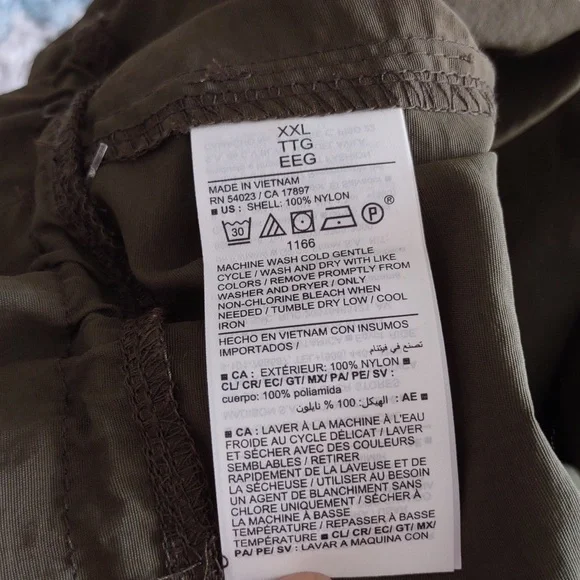 XXL
TTG
EEG
MADE IN VIETNAM
RN 54023 / CA 17897
■ US : SHELL: 100% NYLON
30 P
1166
MACHINE WASH COLD GENTLE
CYCLE / WASH AND DRY WITH LIKE
COLORS / REMOVE PROMPTLY FROM
WASHER AND DRYER / ONLY
NON-CHLORINE BLEACH WHEN
NEEDED / TUMBLE DRY LOW / COOL
IRON
HECHO EN VIETNAM CON INSUMOS
IMPORTADOS /
تصنع في فيتنام
■ CA : EXTÉRIEUR: 100% NYLON ■
CL/ CR/ EC/ GT/ MX/ PA/ PE/ SV :
cuerpo: 100% poliamida
■ AE : الهيكل: 100 % نايلون
■ CA : LAVER À LA MACHINE À L'EAU
FROIDE AU CYCLE DÉLICAT / LAVER
ET SÉCHER AVEC DES COULEURS
SEMBLABLES / RETIRER
RAPIDEMENT DE LA LAVEUSE ET DE
LA SÉCHEUSE / UTILISER AU BESOIN
UN AGENT DE BLANCHIMENT SANS
CHLORE UNIQUEMENT / SÉCHER À
LA MACHINE À BASSE
TEMPÉRATURE / REPASSER À BASSE
TEMP. ■ CL/ CR/ EC/ GT/ MX/
PA/ PE/ SV : LAVAR A MAQUINA CON